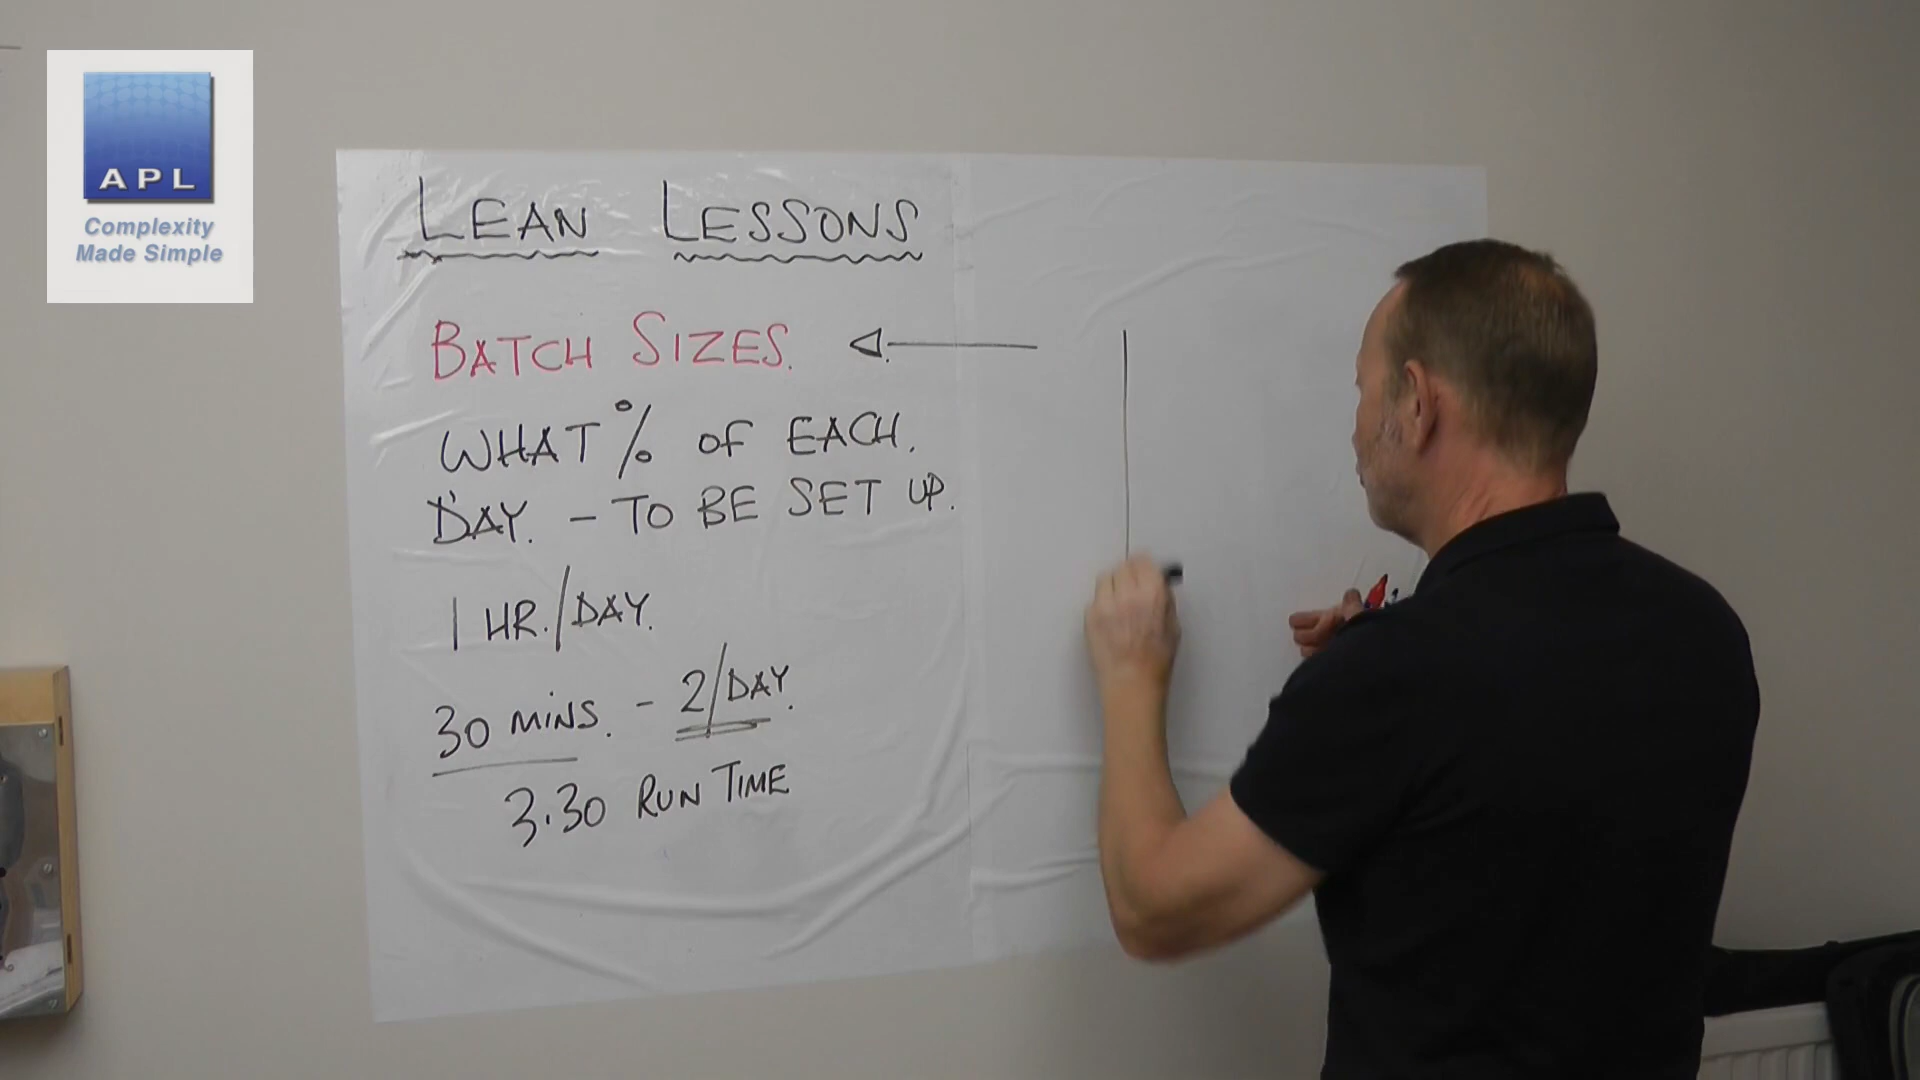 APL
Complexity
Made Simple
LEAN LESSONS
BATCH SIZES.
WHAT % OF EACH.
DAY. - TO BE SET UP.
1 HR./DAY.
30 MINS. - 2/DAY.
3.30 RUN TIME